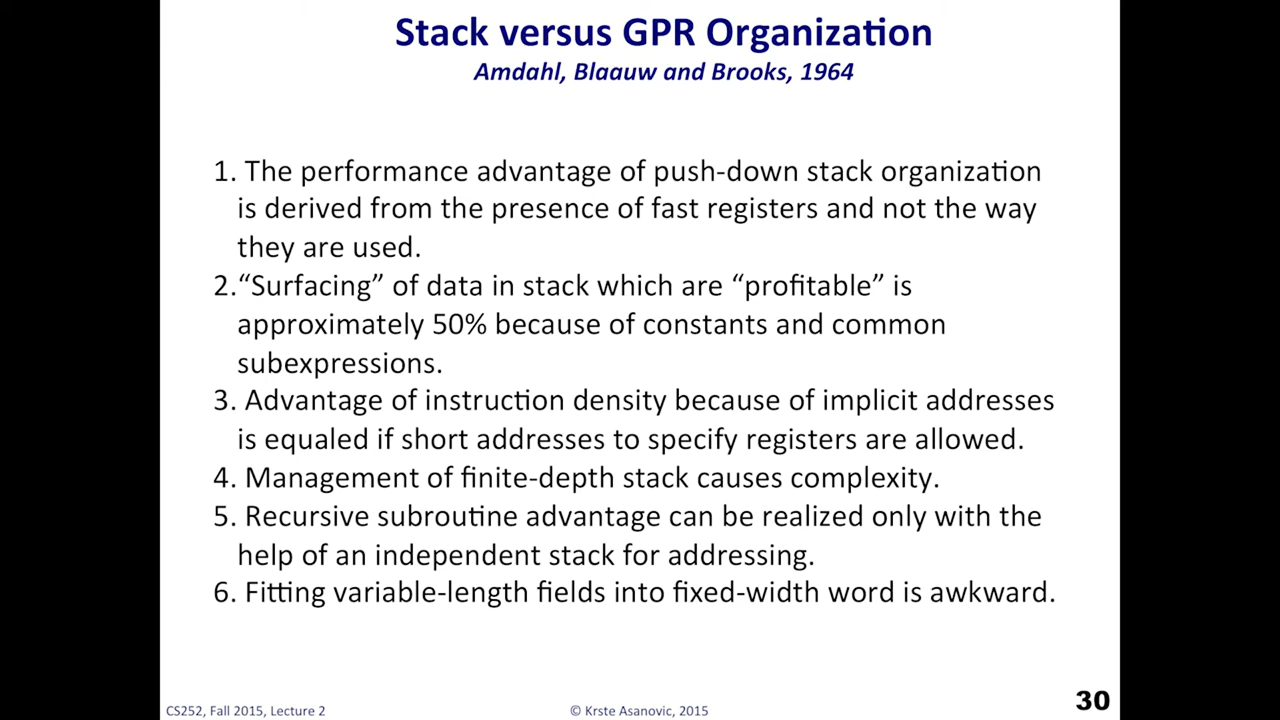 Stack versus GPR Organization
Amdahl, Blaauw and Brooks, 1964
1. The performance advantage of push-down stack organization
is derived from the presence of fast registers and not the way
they are used.
2.“Surfacing” of data in stack which are “profitable” is
approximately 50% because of constants and common
subexpressions.
3. Advantage of instruction density because of implicit addresses
is equaled if short addresses to specify registers are allowed.
4. Management of finite-depth stack causes complexity.
5. Recursive subroutine advantage can be realized only with the
help of an independent stack for addressing.
6. Fitting variable-length fields into fixed-width word is awkward.
CS252, Fall 2015, Lecture 2
© Krste Asanovic, 2015
30